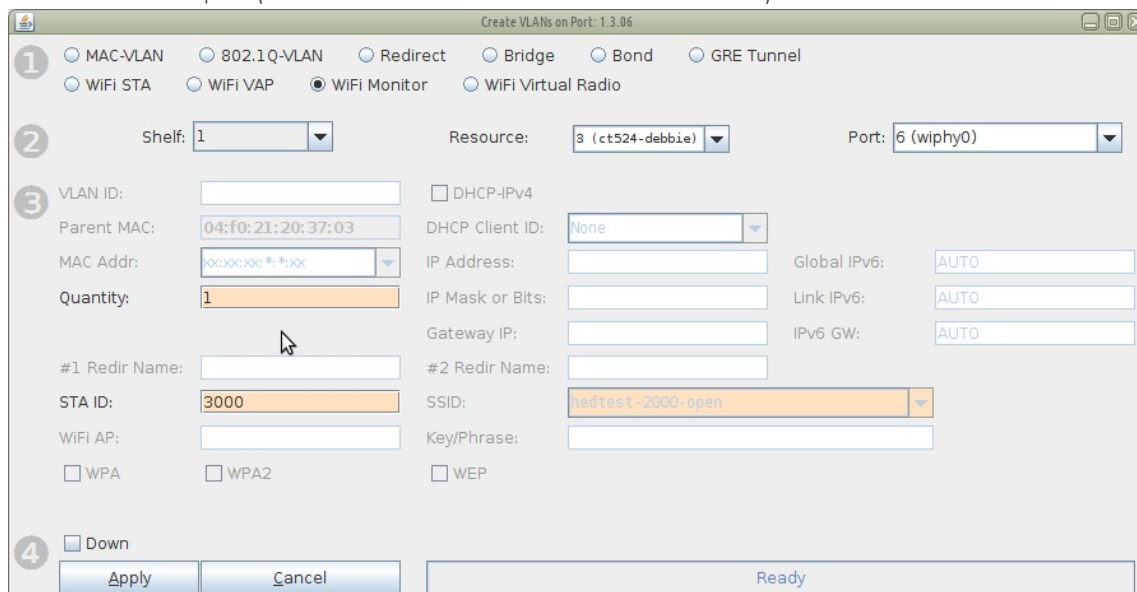 Create VLANs on Port: 1.3.06
1 MAC-VLAN 802.1Q-VLAN Redirect Bridge Bond GRE Tunnel
WiFi STA WiFi VAP WiFi Monitor WiFi Virtual Radio
2 Shelf: 1 Resource: 3 (ct524-debbie) Port: 6 (wiphy0)
3 VLAN ID: DHCP-IPv4
Parent MAC: 04:f0:21:20:37:03 DHCP Client ID: None
MAC Addr: xx:xx:xx:*:*:xx IP Address: Global IPv6: AUTO
Quantity: 1 IP Mask or Bits: Link IPv6: AUTO
Gateway IP: IPv6 GW: AUTO
#1 Redir Name: #2 Redir Name:
STA ID: 3000 SSID: hedtest-2000-open
WiFi AP: Key/Phrase:
WPA WPA2 WEP
4 Down
Apply Cancel Ready